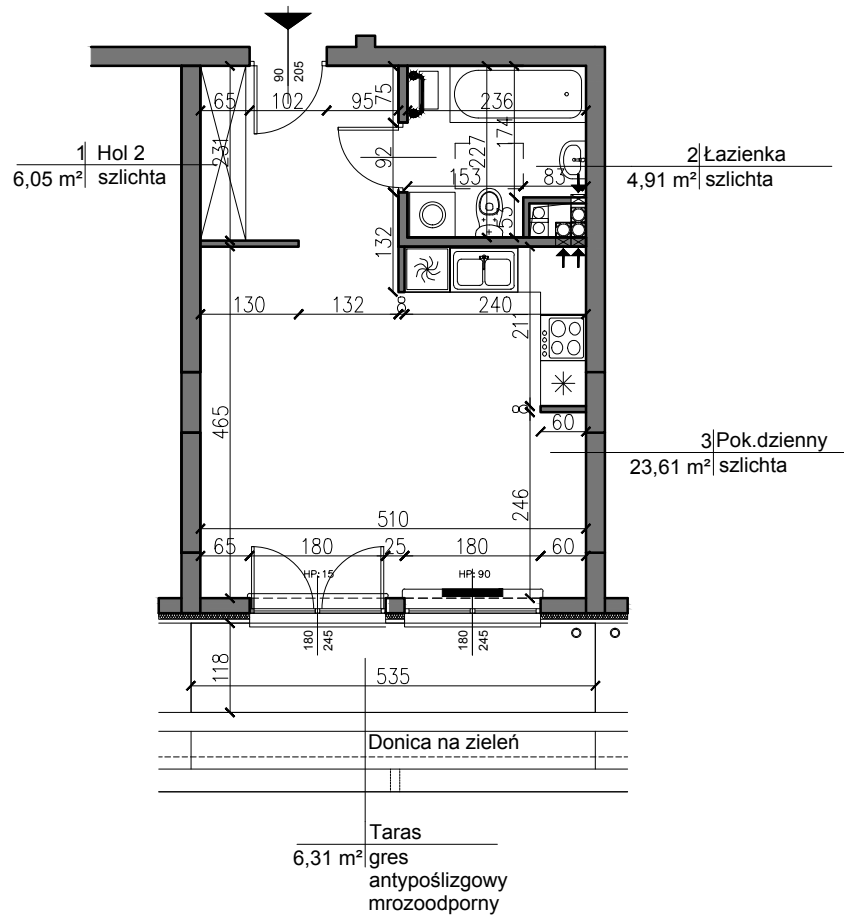 90
205
65
102
95
75
236
1 Hol 2
6,05 m² szlichta
231
92
227
174
153
83
2 Łazienka
4,91 m² szlichta
53
132
130
132
8
240
211
465
8
60
3 Pok.dzienny
23,61 m² szlichta
246
510
65
180
25
180
60
HP: 15
HP: 90
180
245
180
245
118
535
Donica na zieleń
Taras
6,31 m² gres
antypoślizgowy
mrozoodporny